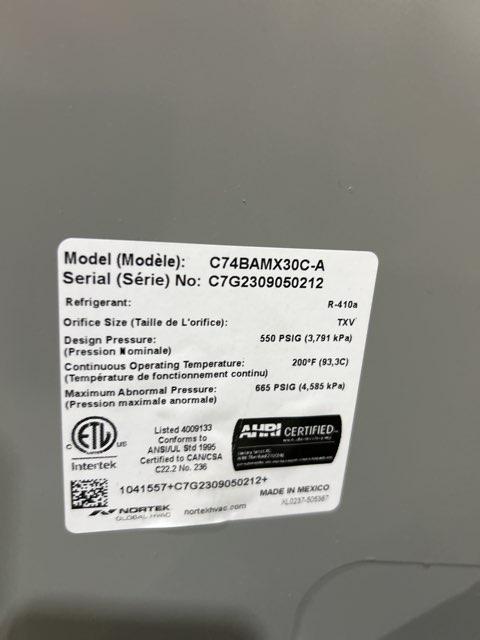 Model (Modèle): C74BAMX30C-A
Serial (Série) No: C7G2309050212
Refrigerant: R-410a
Orifice Size (Taille de L'orifice): TXV
Design Pressure: 550 PSIG (3,791 kPa)
(Pression Nominale)
Continuous Operating Temperature: 200°F (93,3C)
(Température de fonctionnement continu)
Maximum Abnormal Pressure: 665 PSIG (4,585 kPa)
(Pression maximale anormale)
C ETL US
Intertek
Listed 4009133
Conforms to
ANSI/UL Std 1995
Certified to CAN/CSA
C22.2 No. 236
AHRI CERTIFIED
1041557+C7G2309050212+
NORTEK
GLOBAL HVAC
nortekhvac.com
MADE IN MEXICO